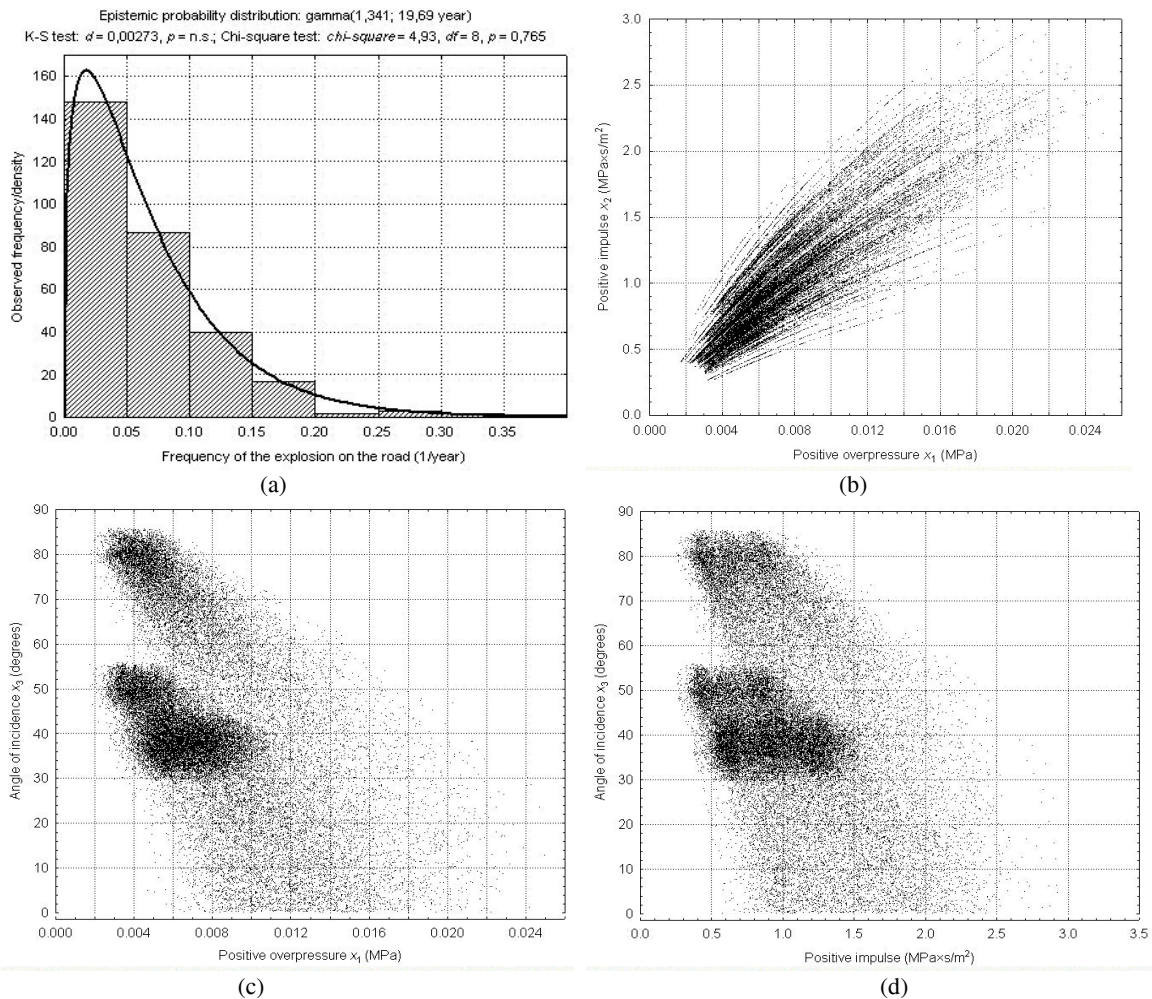 Epistemic probability distribution: gamma(1,341; 19,69 year)
K-S test: d = 0,00273, p = n.s.; Chi-square test: chi-square = 4,93, df = 8, p = 0,765
Observed frequency/density
160
140
120
100
80
60
40
20
0
0.00 0.05 0.10 0.15 0.20 0.25 0.30 0.35
Frequency of the explosion on the road (1/year)
(a)
Positive impulse x2 (MPa×s/m²)
3.0
2.5
2.0
1.5
1.0
0.5
0.0
0.000 0.004 0.008 0.012 0.016 0.020 0.024
Positive overpressure x1 (MPa)
(b)
Angle of incidence x3 (degrees)
90
80
70
60
50
40
30
20
10
0
0.000 0.004 0.008 0.012 0.016 0.020 0.024
Positive overpressure x1 (MPa)
(c)
Angle of incidence x3 (degrees)
90
80
70
60
50
40
30
20
10
0
0.0 0.5 1.0 1.5 2.0 2.5 3.0 3.5
Positive impulse (MPa×s/m²)
(d)